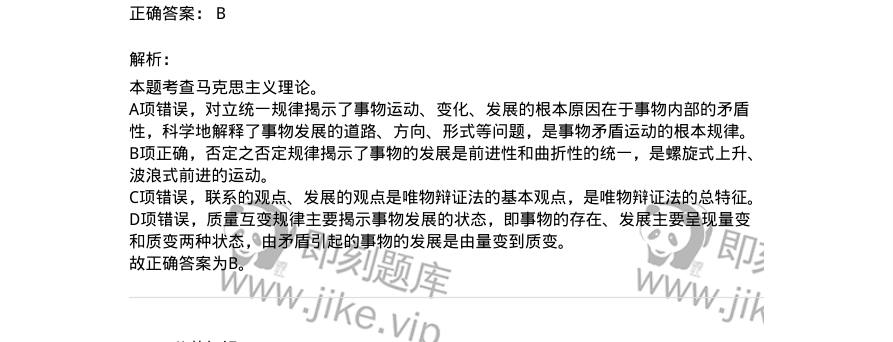 正确答案： B
解析：
本题考查马克思主义理论。
A项错误，对立统一规律揭示了事物运动、变化、发展的根本原因在于事物内部的矛盾
性，科学地解释了事物发展的道路、方向、形式等问题，是事物矛盾运动的根本规律。
B项正确，否定之否定规律揭示了事物的发展是前进性和曲折性的统一，是螺旋式上升、
波浪式前进的运动。
C项错误，联系的观点、发展的观点是唯物辩证法的基本观点，是唯物辩证法的总特征。
D项错误，质量互变规律主要揭示事物发展的状态，即事物的存在、发展主要呈现量变
和质变两种状态，由矛盾引起的事物的发展是由量变到质变。
故正确答案为B。
即刻题库
www.jike.vip
即刻
www.jik